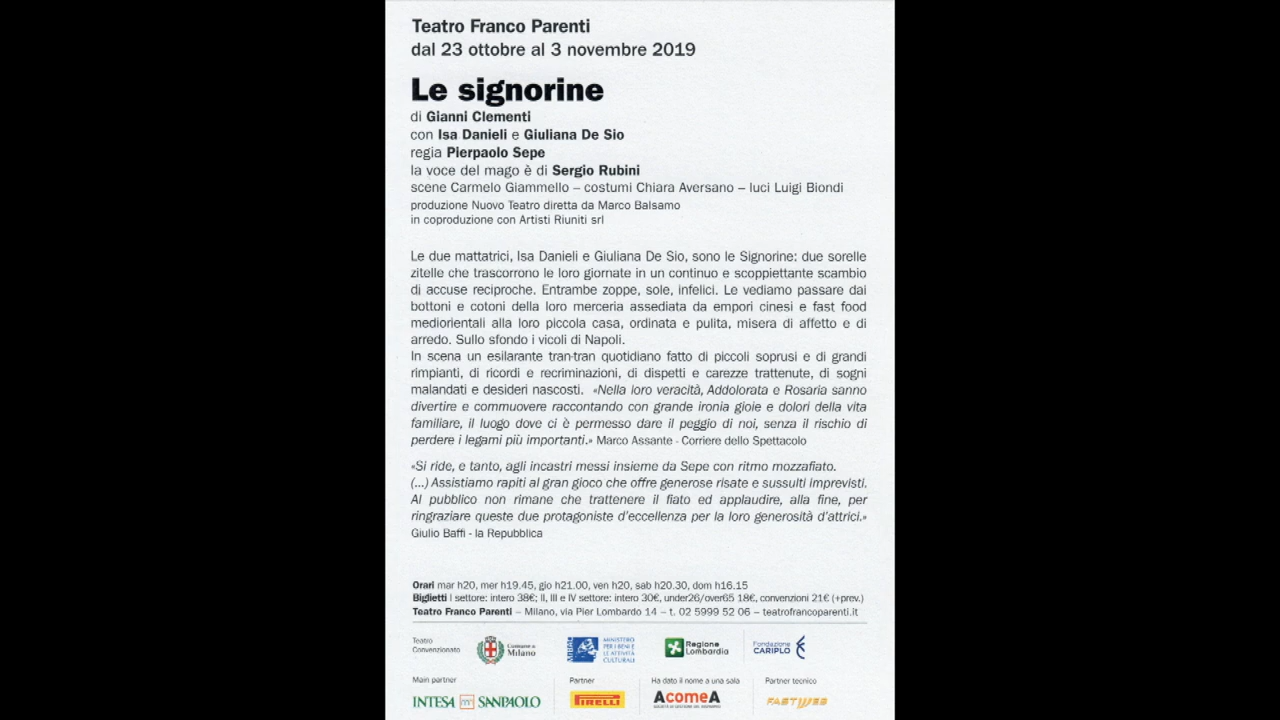 Teatro Franco Parenti
dal 23 ottobre al 3 novembre 2019
Le signorine
di Gianni Clementi
con Isa Danieli e Giuliana De Sio
regia Pierpaolo Sepe
la voce del mago è di Sergio Rubini
scene Carmelo Giammello – costumi Chiara Aversano – luci Luigi Biondi
produzione Nuovo Teatro diretta da Marco Balsamo
in coproduzione con Artisti Riuniti srl
Le due mattatrici, Isa Danieli e Giuliana De Sio, sono le Signorine: due sorelle
zitelle che trascorrono le loro giornate in un continuo e scoppiettante scambio
di accuse reciproche. Entrambe zoppe, sole, infelici. Le vediamo passare dai
bottoni e cotoni della loro merceria assediata da empori cinesi e fast food
mediorientali alla loro piccola casa, ordinata e pulita, misera di affetto e di
arredo. Sullo sfondo i vicoli di Napoli.
In scena un esilarante tran-tran quotidiano fatto di piccoli soprusi e di grandi
rimpianti, di ricordi e recriminazioni, di dispetti e carezze trattenute, di sogni
malandati e desideri nascosti. «Nella loro veracità, Addolorata e Rosaria sanno
divertire e commuovere raccontando con grande ironia gioie e dolori della vita
familiare, il luogo dove ci è permesso dare il peggio di noi, senza il rischio di
perdere i legami più importanti.» Marco Assante - Corriere dello Spettacolo
«Si ride, e tanto, agli incastri messi insieme da Sepe con ritmo mozzafiato.
(...) Assistiamo rapiti al gran gioco che offre generose risate e sussulti imprevisti.
Al pubblico non rimane che trattenere il fiato ed applaudire, alla fine, per
ringraziare queste due protagoniste d'eccellenza per la loro generosità d'attrici.»
Giulio Baffi - la Repubblica
Orari mar h20, mer h19.45, gio h21.00, ven h20, sab h20.30, dom h16.15
Biglietti I settore: intero 38€; II, III e IV settore: intero 30€, under26/over65 18€, convenzioni 21€ (+prev.)
Teatro Franco Parenti – Milano, via Pier Lombardo 14 – t. 02 5999 52 06 – teatrofrancoparenti.it
Teatro
Convenzionato
Comune di
Milano
MINISTERO
PER I BENI E
LE ATTIVITÀ
CULTURALI
Regione
Lombardia
Fondazione
CARIPLO
Main partner
INTESA SANPAOLO
Partner
PIRELLI
Ha dato il nome a una sala
AcomeA
Partner tecnico
FASTWEB